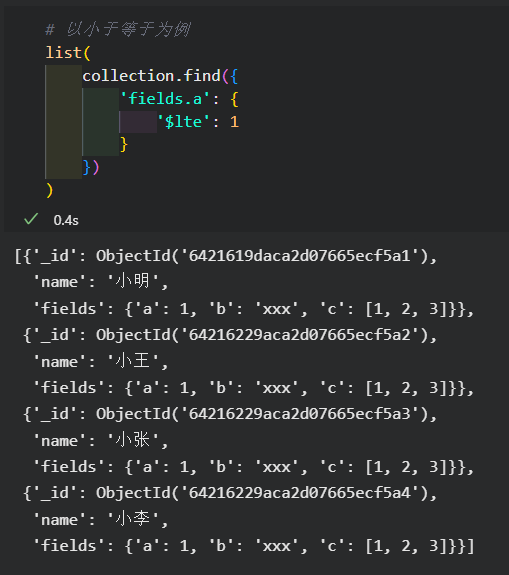 # 以小于等于为例
list(
    collection.find({
        'fields.a': {
            '$lte': 1
        }
    })
)
0.4s
[{'_id': ObjectId('6421619daca2d07665ecf5a1'),
  'name': '小明',
  'fields': {'a': 1, 'b': 'xxx', 'c': [1, 2, 3]}},
 {'_id': ObjectId('64216229aca2d07665ecf5a2'),
  'name': '小王',
  'fields': {'a': 1, 'b': 'xxx', 'c': [1, 2, 3]}},
 {'_id': ObjectId('64216229aca2d07665ecf5a3'),
  'name': '小张',
  'fields': {'a': 1, 'b': 'xxx', 'c': [1, 2, 3]}},
 {'_id': ObjectId('64216229aca2d07665ecf5a4'),
  'name': '小李',
  'fields': {'a': 1, 'b': 'xxx', 'c': [1, 2, 3]}}]